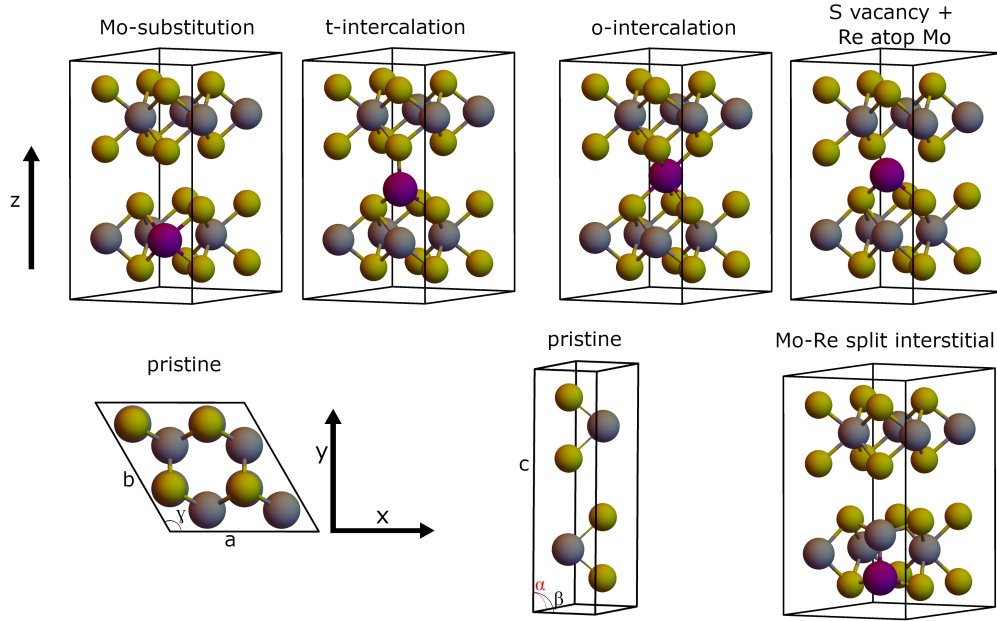 Mo-substitution
t-intercalation
o-intercalation
S vacancy +
Re atop Mo
z
pristine
b
γ
a
y
x
pristine
c
α
β
Mo-Re split interstitial